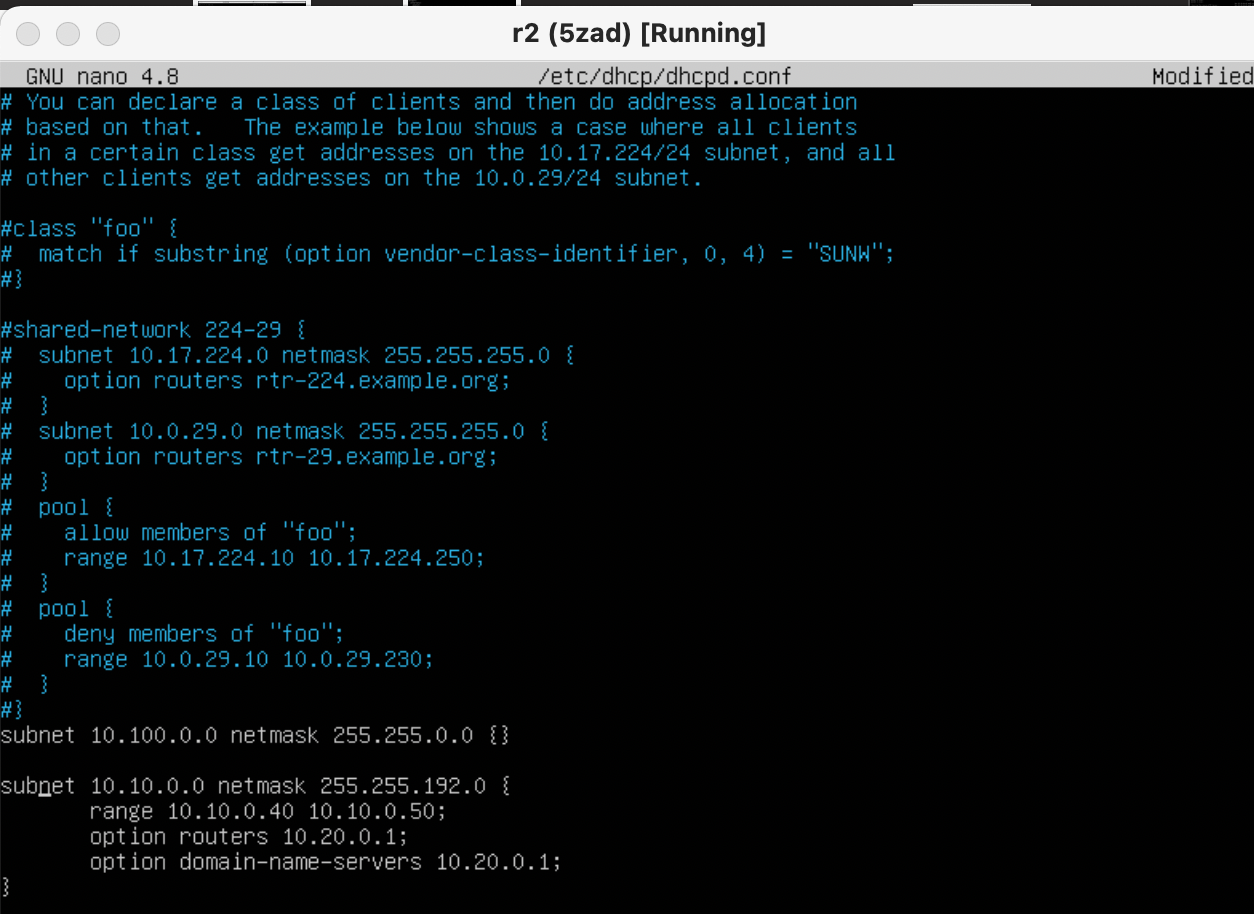 r2 (5zad) [Running]
GNU nano 4.8 /etc/dhcp/dhcpd.conf Modified
# You can declare a class of clients and then do address allocation
# based on that.   The example below shows a case where all clients
# in a certain class get addresses on the 10.17.224/24 subnet, and all
# other clients get addresses on the 10.0.29/24 subnet.

#class "foo" {
#  match if substring (option vendor-class-identifier, 0, 4) = "SUNW";
#}

#shared-network 224-29 {
#  subnet 10.17.224.0 netmask 255.255.255.0 {
#    option routers rtr-224.example.org;
#  }
#  subnet 10.0.29.0 netmask 255.255.255.0 {
#    option routers rtr-29.example.org;
#  }
#  pool {
#    allow members of "foo";
#    range 10.17.224.10 10.17.224.250;
#  }
#  pool {
#    deny members of "foo";
#    range 10.0.29.10 10.0.29.230;
#  }
#}
subnet 10.100.0.0 netmask 255.255.0.0 {}

subnet 10.10.0.0 netmask 255.255.192.0 {
       range 10.10.0.40 10.10.0.50;
       option routers 10.20.0.1;
       option domain-name-servers 10.20.0.1;
}